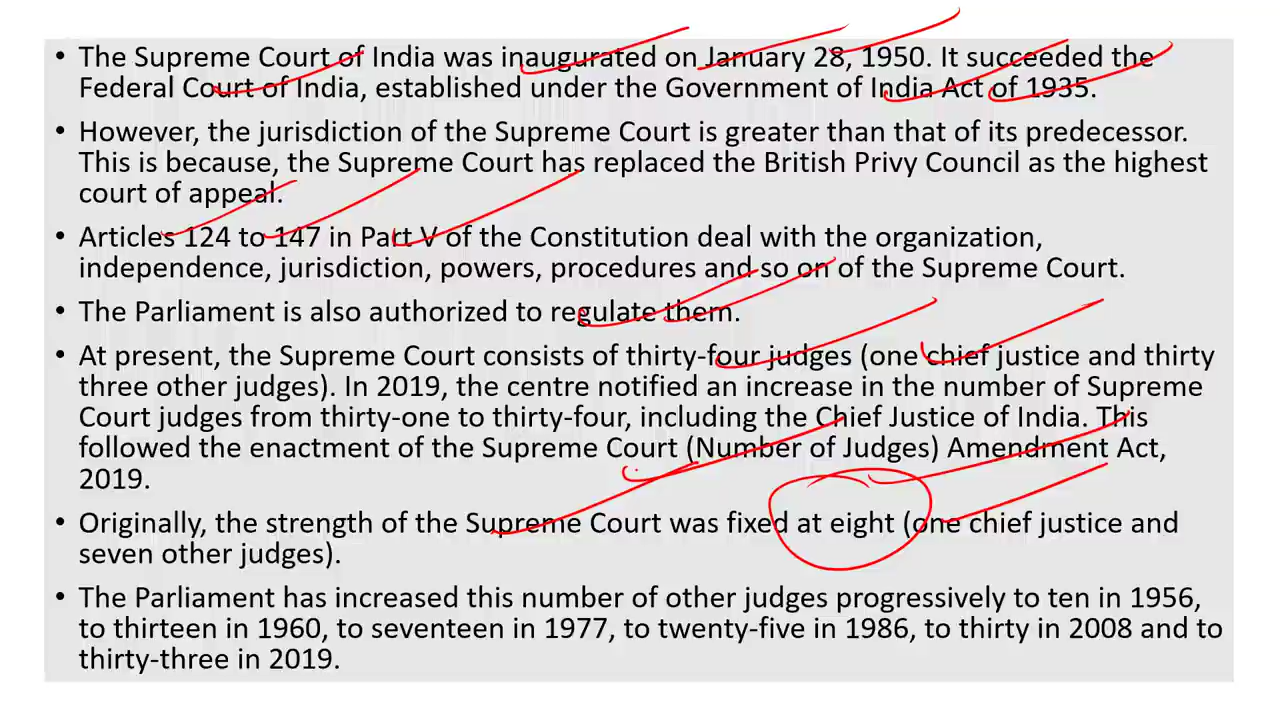 • The Supreme Court of India was inaugurated on January 28, 1950. It succeeded the
Federal Court of India, established under the Government of India Act of 1935.
• However, the jurisdiction of the Supreme Court is greater than that of its predecessor.
This is because, the Supreme Court has replaced the British Privy Council as the highest
court of appeal.
• Articles 124 to 147 in Part V of the Constitution deal with the organization,
independence, jurisdiction, powers, procedures and so on of the Supreme Court.
• The Parliament is also authorized to regulate them.
• At present, the Supreme Court consists of thirty-four judges (one chief justice and thirty
three other judges). In 2019, the centre notified an increase in the number of Supreme
Court judges from thirty-one to thirty-four, including the Chief Justice of India. This
followed the enactment of the Supreme Court (Number of Judges) Amendment Act,
2019.
• Originally, the strength of the Supreme Court was fixed at eight (one chief justice and
seven other judges).
• The Parliament has increased this number of other judges progressively to ten in 1956,
to thirteen in 1960, to seventeen in 1977, to twenty-five in 1986, to thirty in 2008 and to
thirty-three in 2019.